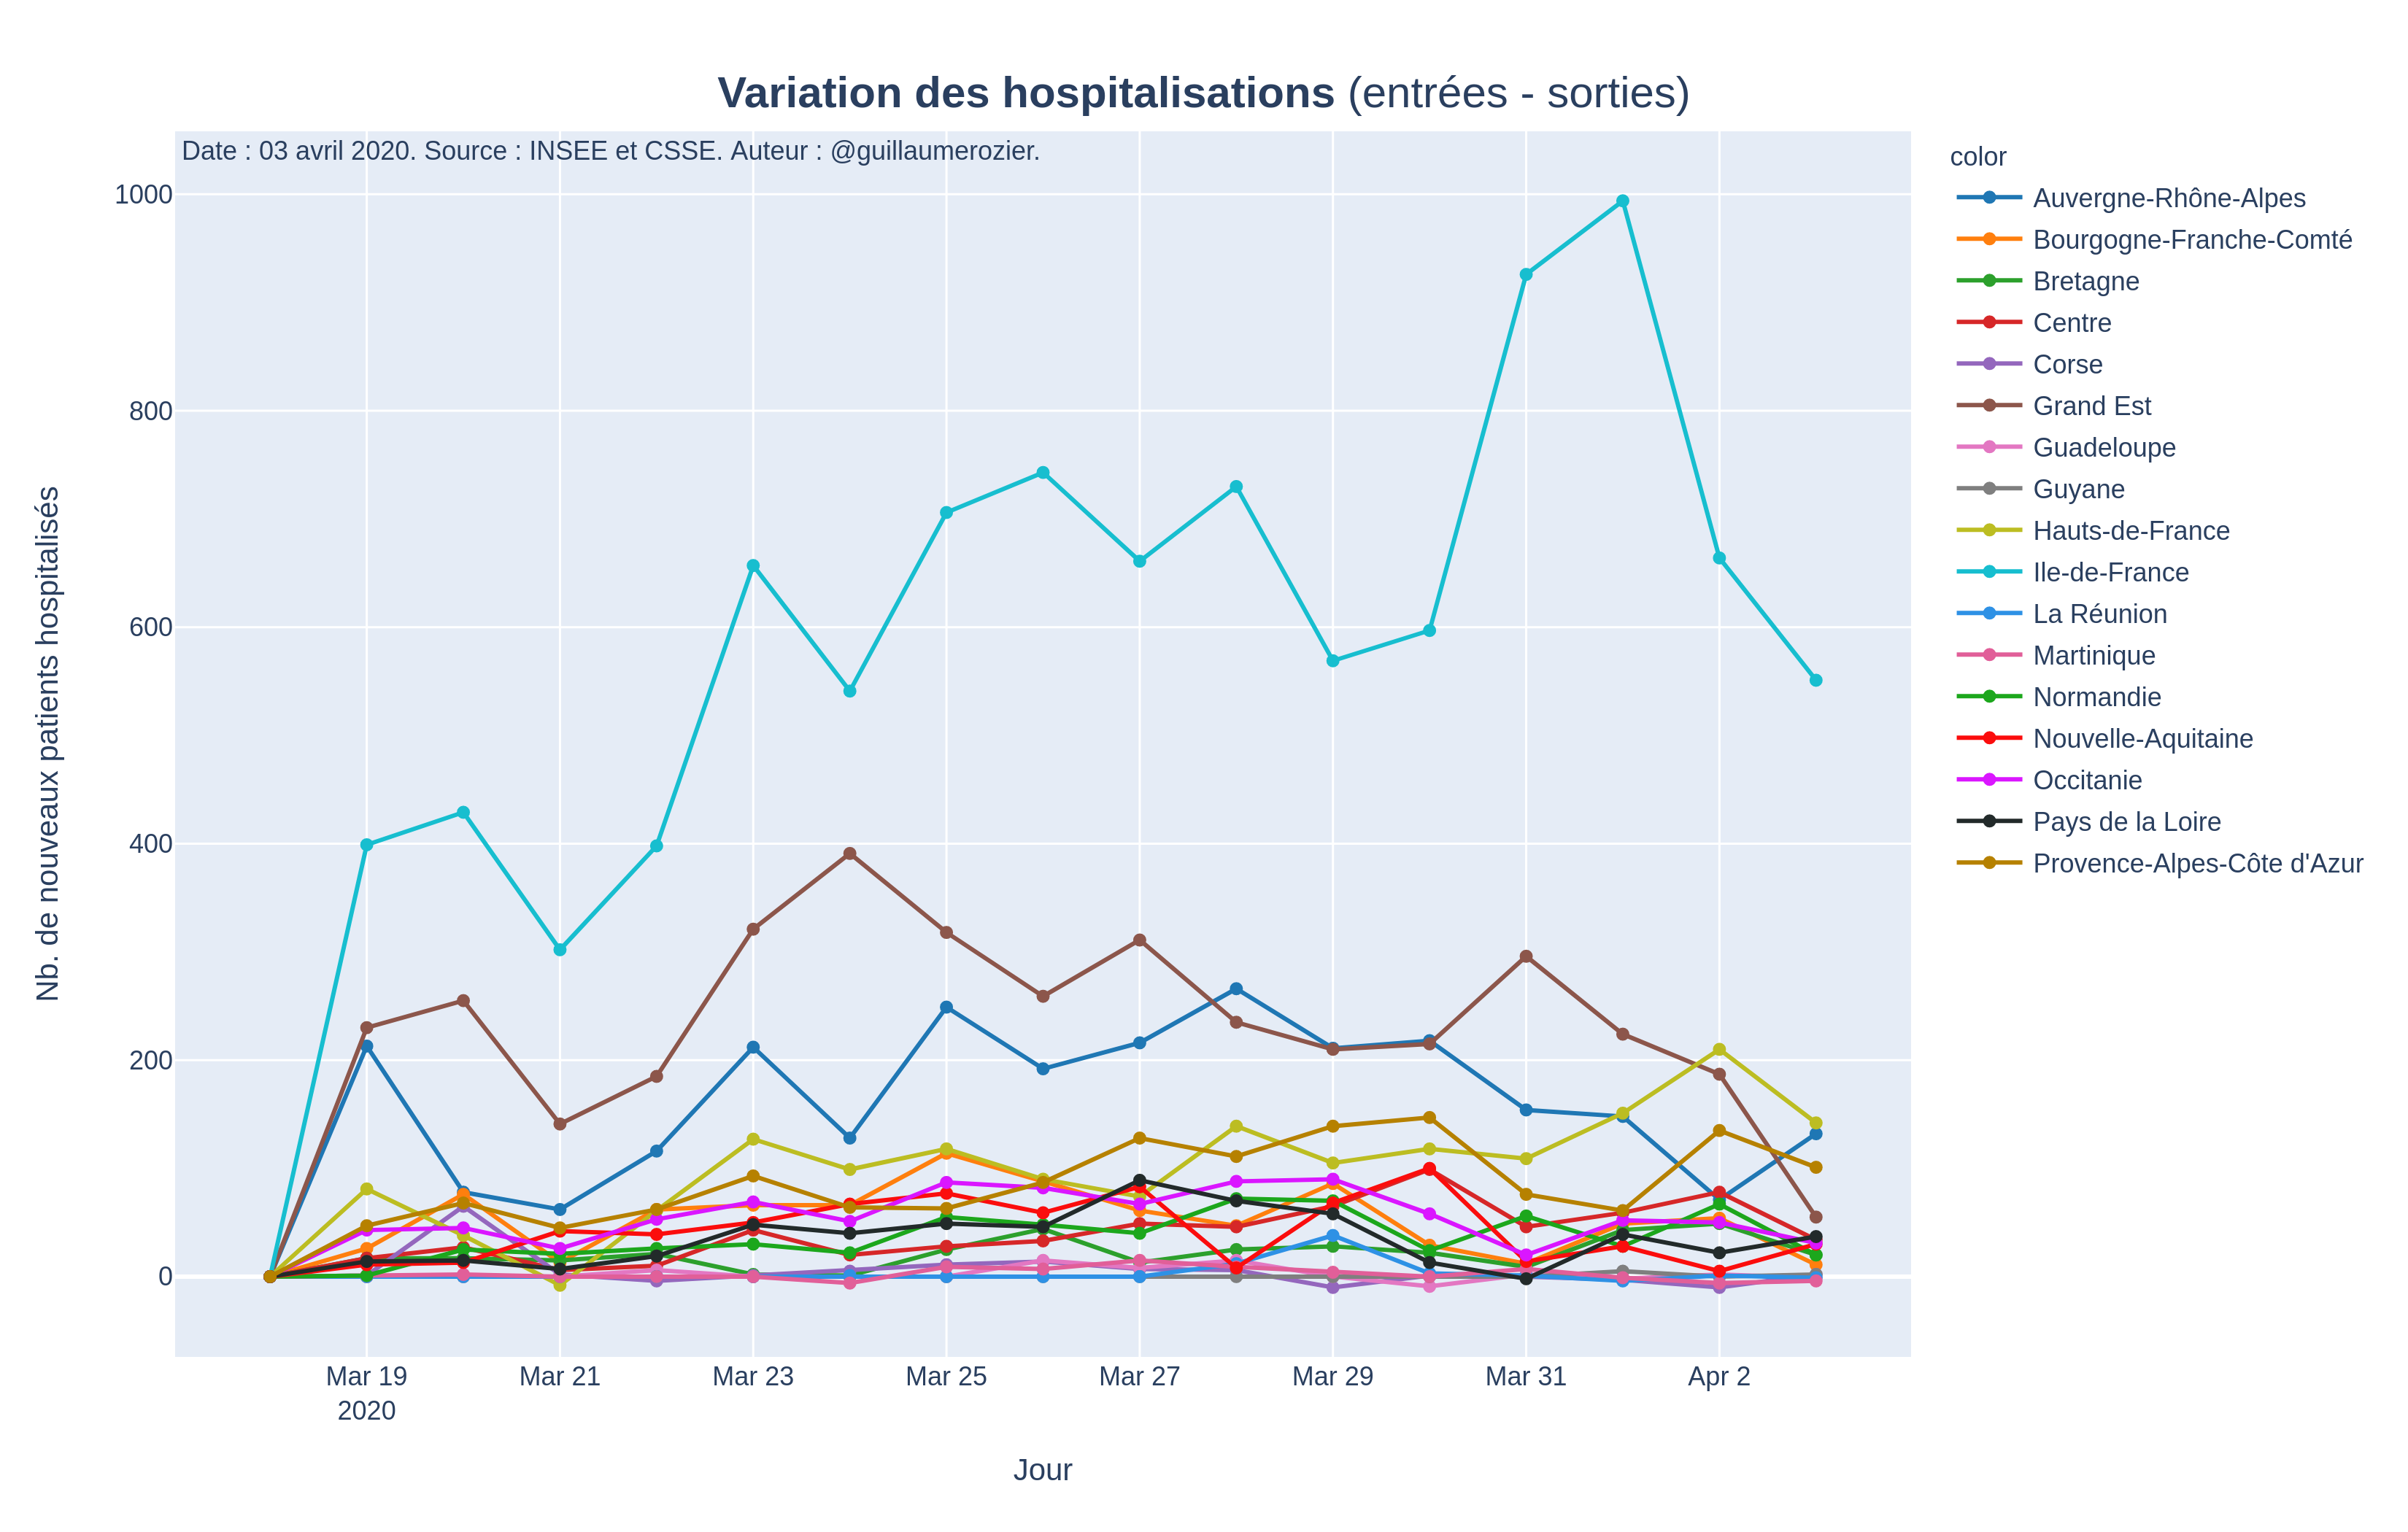 Variation des hospitalisations (entrées - sorties)
Date : 03 avril 2020. Source : INSEE et CSSE. Auteur : @guillaumerozier.
color
Auvergne-Rhône-Alpes
Bourgogne-Franche-Comté
Bretagne
Centre
Corse
Grand Est
Guadeloupe
Guyane
Hauts-de-France
Ile-de-France
La Réunion
Martinique
Normandie
Nouvelle-Aquitaine
Occitanie
Pays de la Loire
Provence-Alpes-Côte d'Azur
Nb. de nouveaux patients hospitalisés
1000
800
600
400
200
0
Mar 19 Mar 21 Mar 23 Mar 25 Mar 27 Mar 29 Mar 31 Apr 2
2020
Jour